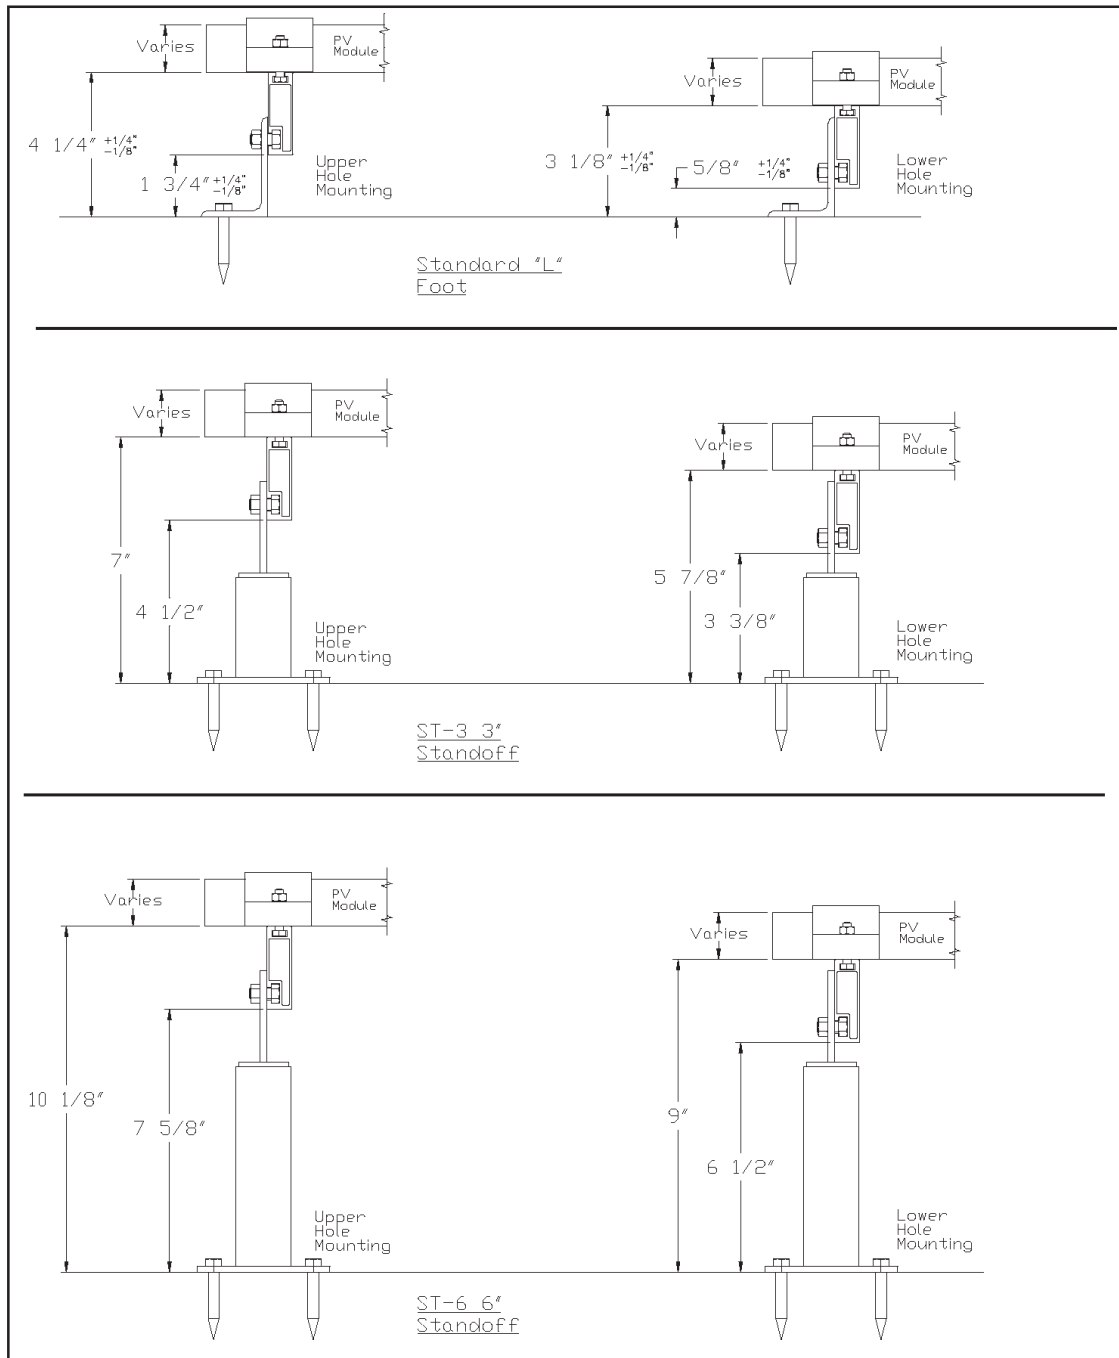 Varies
PV
Module
4 1/4" +1/4"
-1/8"
1 3/4" +1/4"
-1/8"
Upper
Hole
Mounting
Varies
PV
Module
3 1/8" +1/4"
-1/8"
5/8" +1/4"
-1/8"
Lower
Hole
Mounting
Standard "L"
Foot
Varies
PV
Module
7"
4 1/2"
Upper
Hole
Mounting
Varies
PV
Module
5 7/8"
3 3/8"
Lower
Hole
Mounting
ST-3 3"
Standoff
Varies
PV
Module
10 1/8"
7 5/8"
Upper
Hole
Mounting
Varies
PV
Module
9"
6 1/2"
Lower
Hole
Mounting
ST-6 6"
Standoff